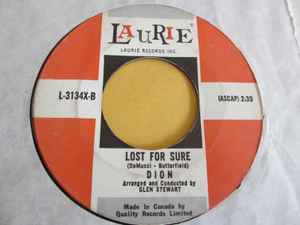 LAURIE
LAURIE RECORDS INC.
L-3134X-B
(ASCAP) 2:35
LOST FOR SURE
(DeMucci - Butterfield)
DION
Arranged and Conducted by
GLEN STEWART
Made in Canada by
Quality Records Limited